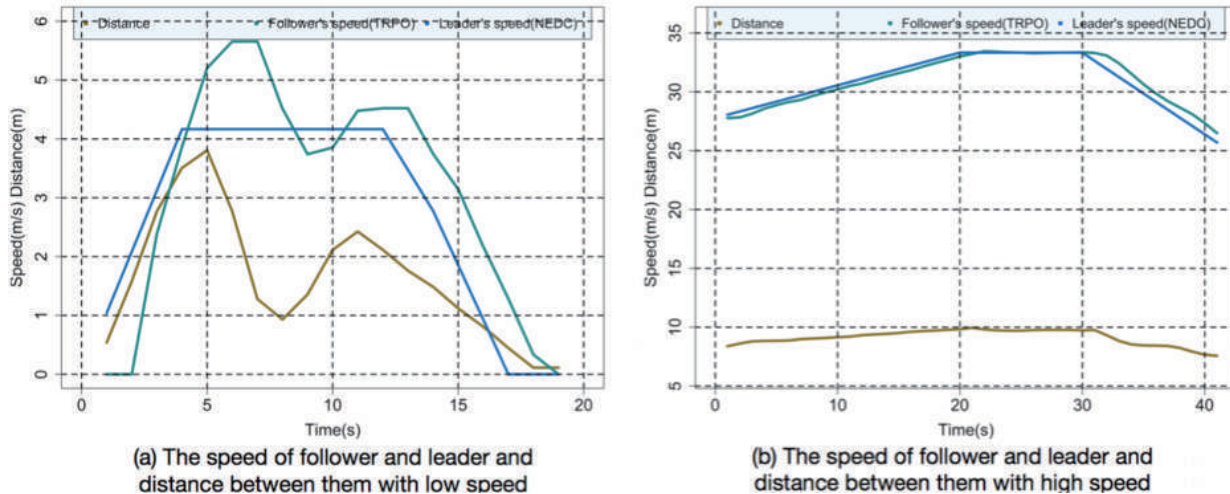 Distance Follower's speed(TRPO) Leader's speed(NEDC)
6
5
4
3
2
1
0
Speed(m/s) Distance(m)
0 5 10 15 20
Time(s)
(a) The speed of follower and leader and
distance between them with low speed
Distance Follower's speed(TRPO) Leader's speed(NEDC)
35
30
25
20
15
10
5
Speed(m/s) Distance(m)
0 10 20 30 40
Time(s)
(b) The speed of follower and leader and
distance between them with high speed